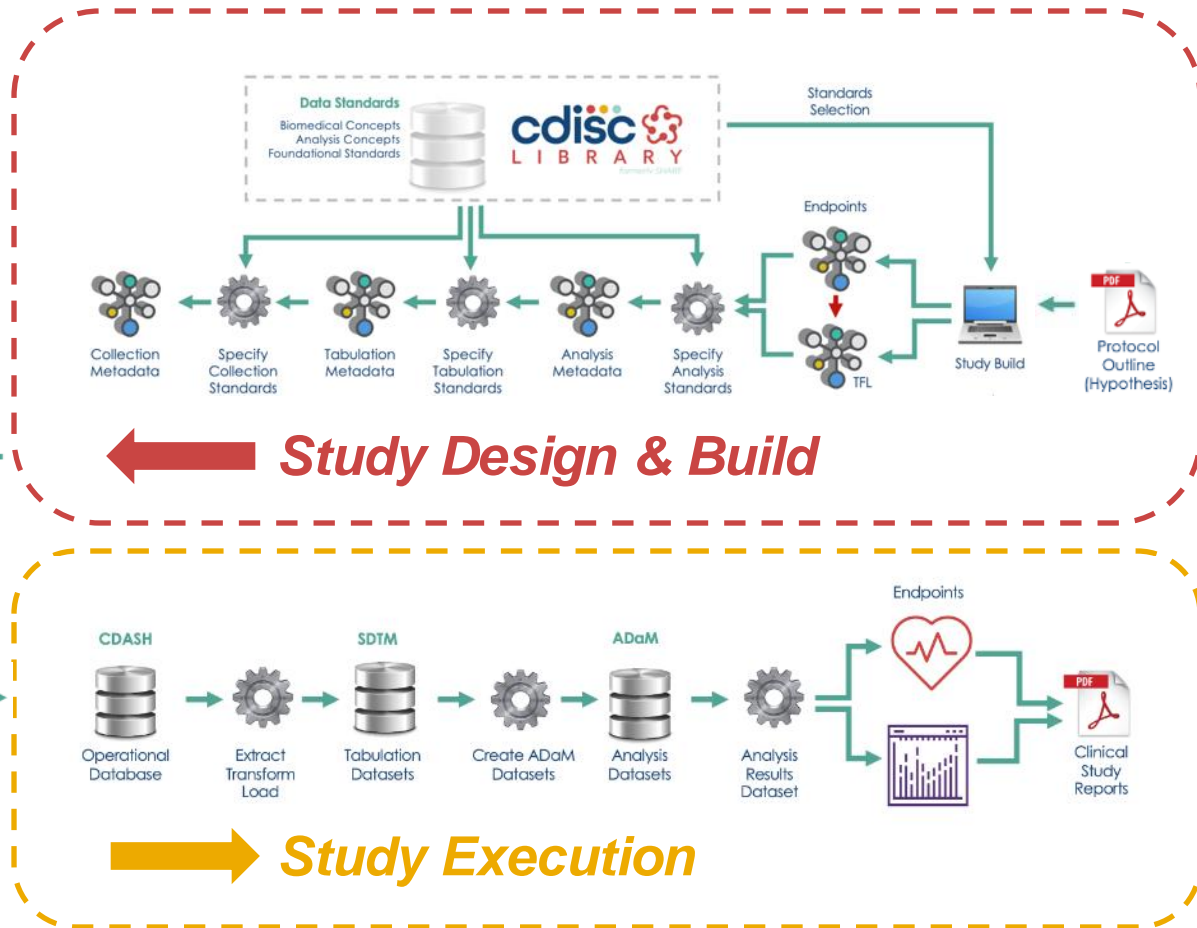 Data Standards
Biomedical Concepts
Analysis Concepts
Foundational Standards
cdisc
LIBRARY
formerly SHARE
Standards
Selection
Endpoints
TFL
Study Build
PDF
Protocol
Outline
(Hypothesis)
Collection
Metadata
Specify
Collection
Standards
Tabulation
Metadata
Specify
Tabulation
Standards
Analysis
Metadata
Specify
Analysis
Standards
Study Design & Build
CDASH
Operational
Database
Extract
Transform
Load
SDTM
Tabulation
Datasets
Create ADaM
Datasets
ADaM
Analysis
Datasets
Analysis
Results
Dataset
Endpoints
PDF
Clinical
Study
Reports
Study Execution